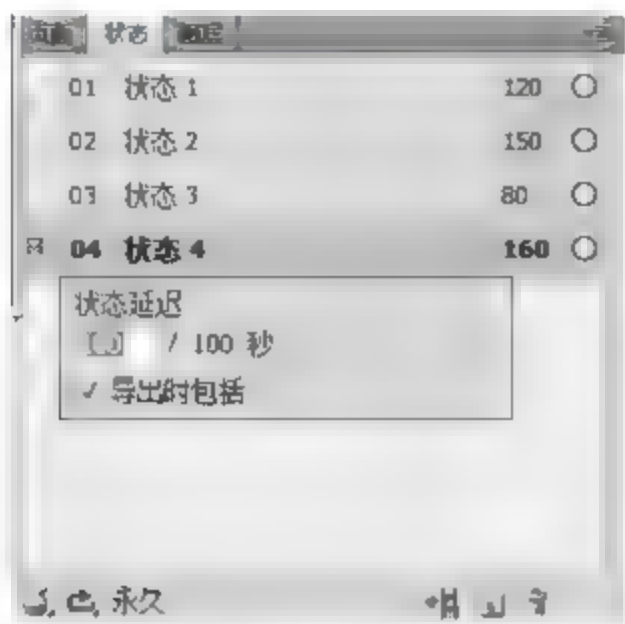 状态
01 状态 1 120
02 状态 2 150
03 状态 3 80
04 状态 4 160
状态延迟
/ 100 秒
✓ 导出时包括
永久